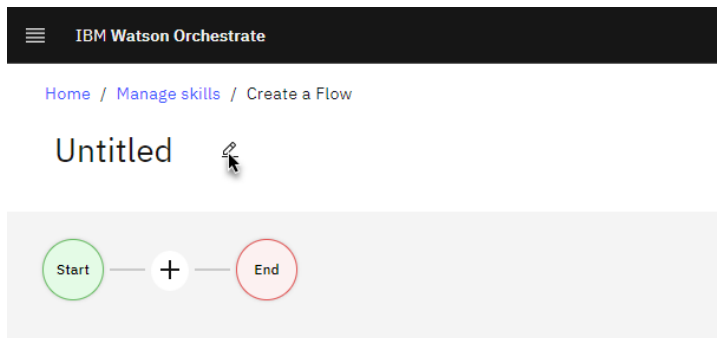 IBM Watson Orchestrate
Home / Manage skills / Create a Flow
Untitled
Start + End